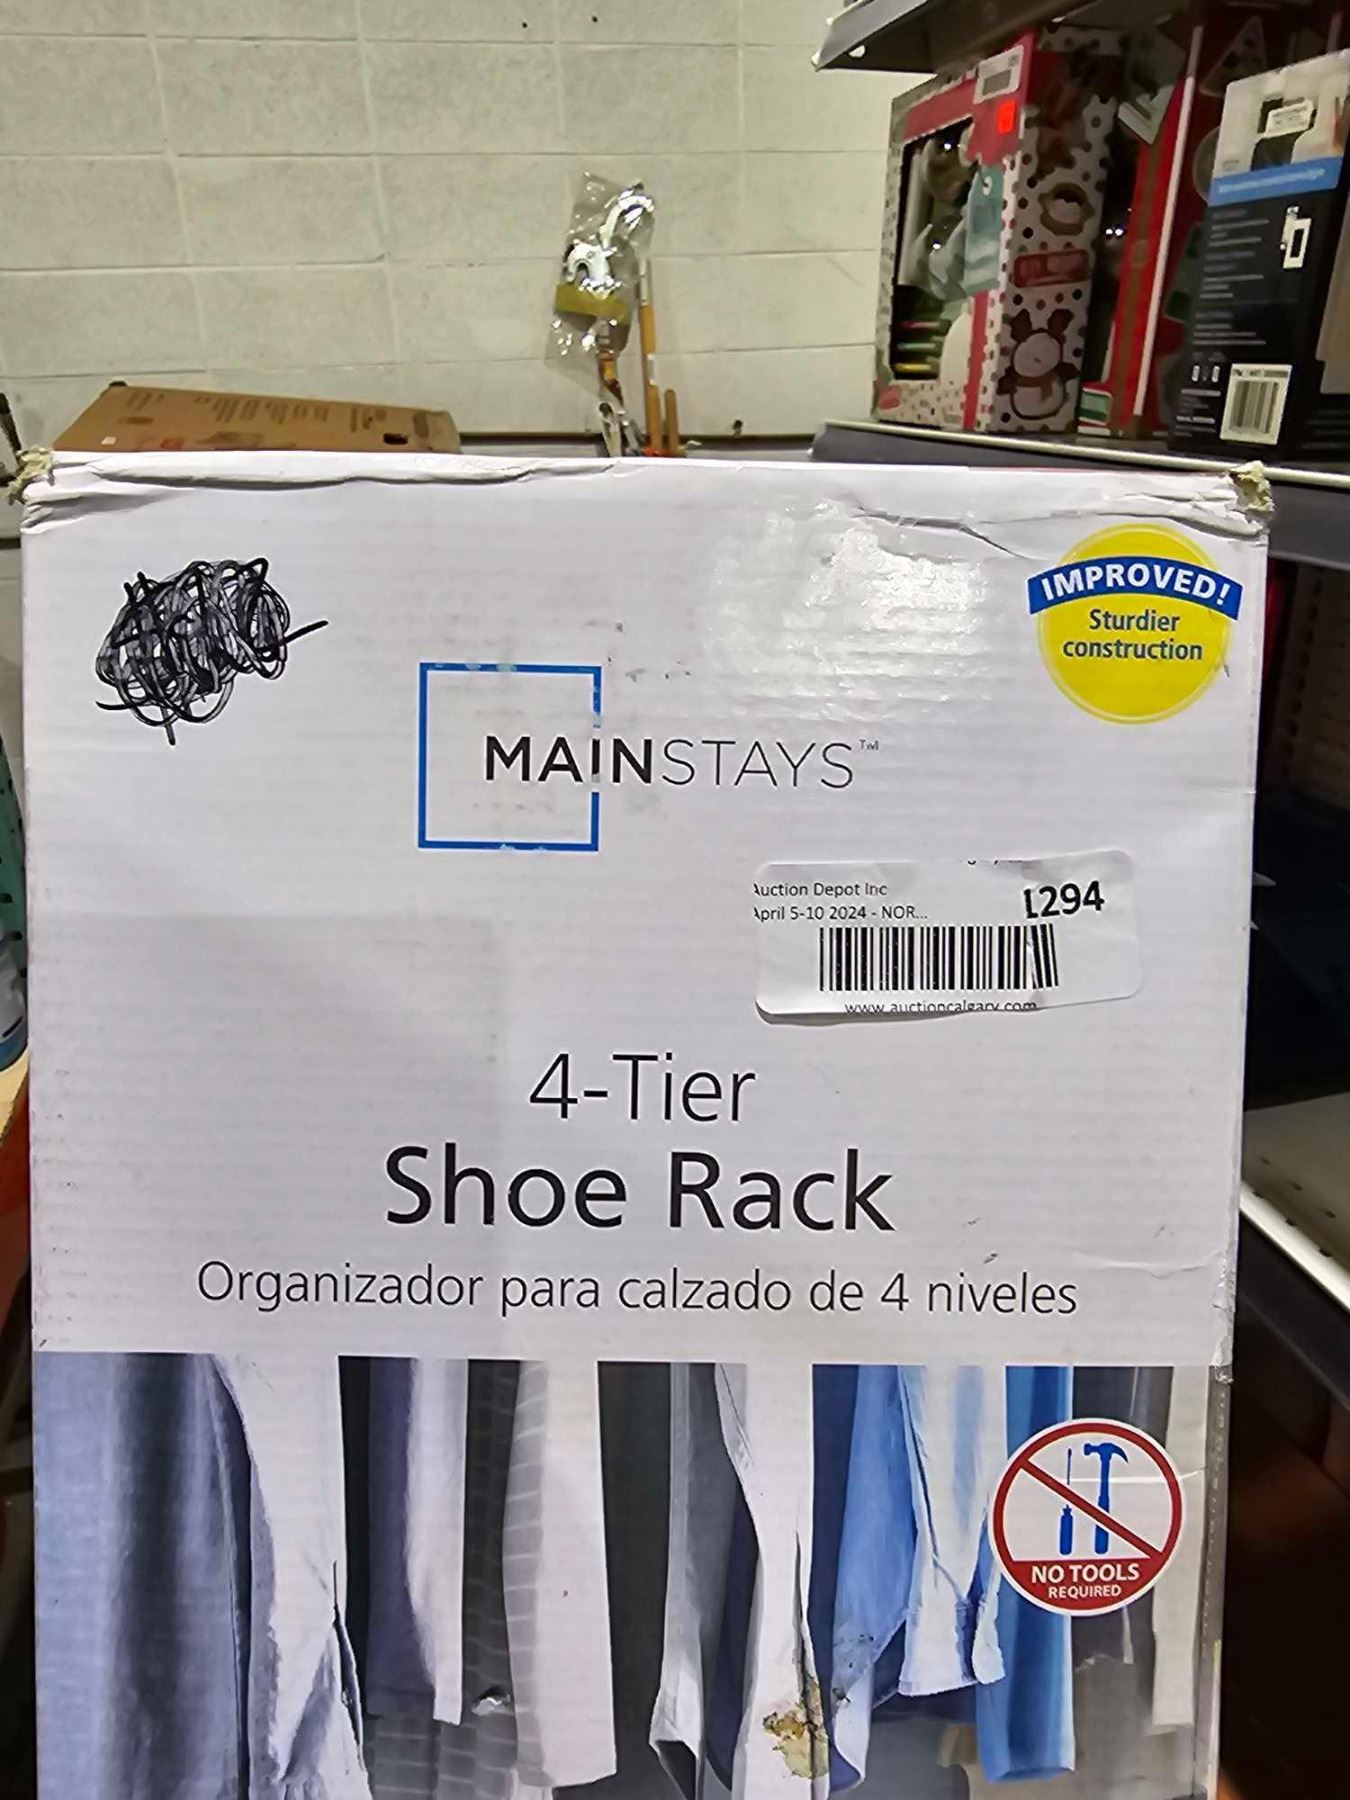 IMPROVED!
Sturdier
construction
MAINSTAYS™
Auction Depot Inc
April 5-10 2024 - NOR...
1294
www.auctioncalgary.com
4-Tier
Shoe Rack
Organizador para calzado de 4 niveles
NO TOOLS
REQUIRED